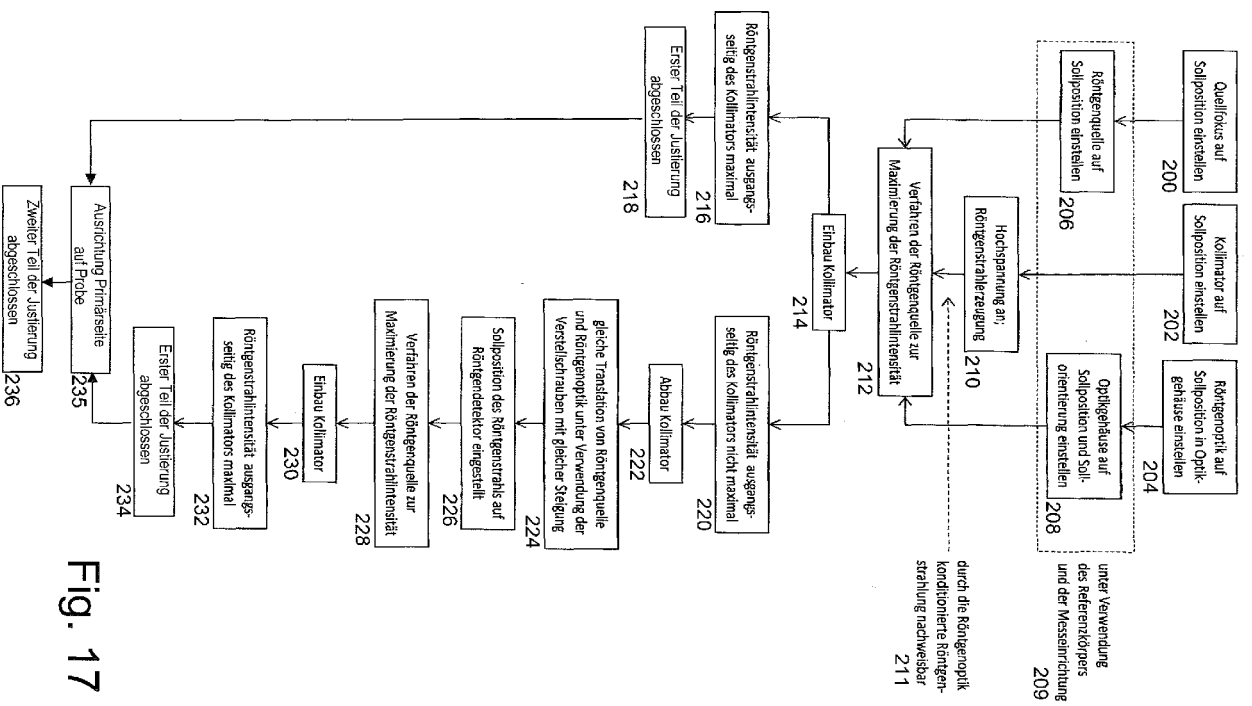 Quellfokus auf
Sollposition einstellen
200
Kolimator auf
Sollposition einstellen
202
Röntgenoptik auf
Sollposition in Optik-
gehäuse einstellen
204
Röntgenquelle auf
Sollposition einstellen
206
Optikgehäuse auf
Sollposition und Soll-
orientierung einstellen
208
unter Verwendung
des Referenzkörpers
und der Messeinrichtung
209
Hochspannung an;
Röntgenstrahlerzeugung
210
durch die Röntgenoptik
konditionierte Röntgen-
strahlung nachweisbar
211
Verfahren der Röntgenquelle zur
Maximierung der Röntgenstrahlintensität
212
Einbau Kollimator
214
Röntgenstrahlintensität ausgangs-
seitig des Kollimators maximal
216
Erster Teil der Justierung
abgeschlossen
218
Röntgenstrahlintensität ausgangs-
seitig des Kollimators nicht maximal
220
Abbau Kollimator
222
gleiche Translation von Röntgenquelle
und Röntgenoptik unter Verwendung der
Verstellschrauben mit gleicher Steigung
224
Sollposition des Röntgenstrahls auf
Röntgendetektor eingestellt
226
Verfahren der Röntgenquelle zur
Maximierung der Röntgenstrahlintensität
228
Einbau Kollimator
230
Röntgenstrahlintensität ausgangs-
seitig des Kollimators maximal
232
Erster Teil der Justierung
abgeschlossen
234
Ausrichtung Primärseite
auf Probe
235
Zweiter Teil der Justierung
abgeschlossen
236
Fig. 17